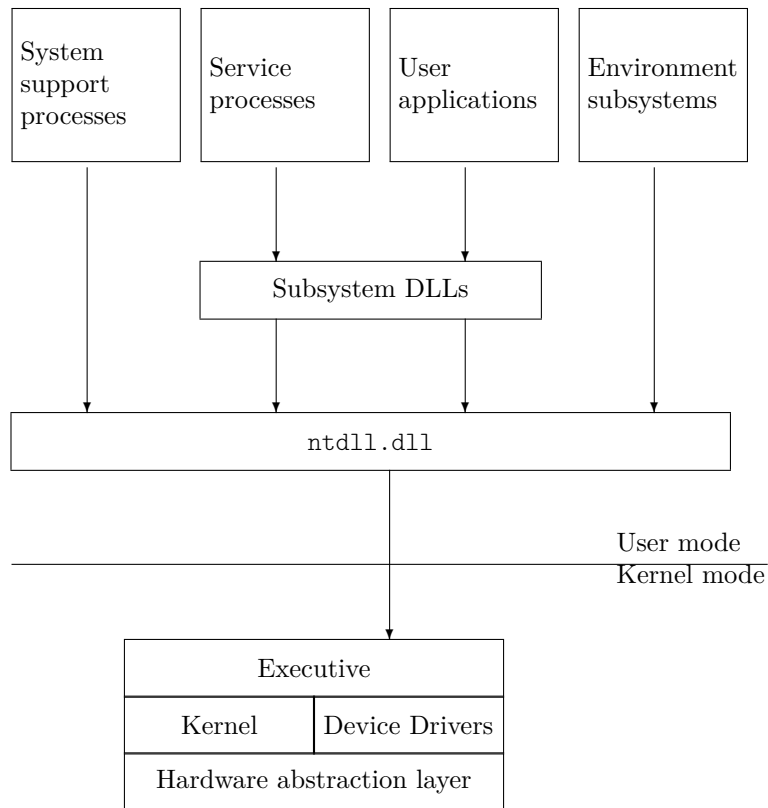 System
support
processes
Service
processes
User
applications
Environment
subsystems
Subsystem DLLs
ntdll.dll
User mode
Kernel mode
Executive
Kernel
Device Drivers
Hardware abstraction layer